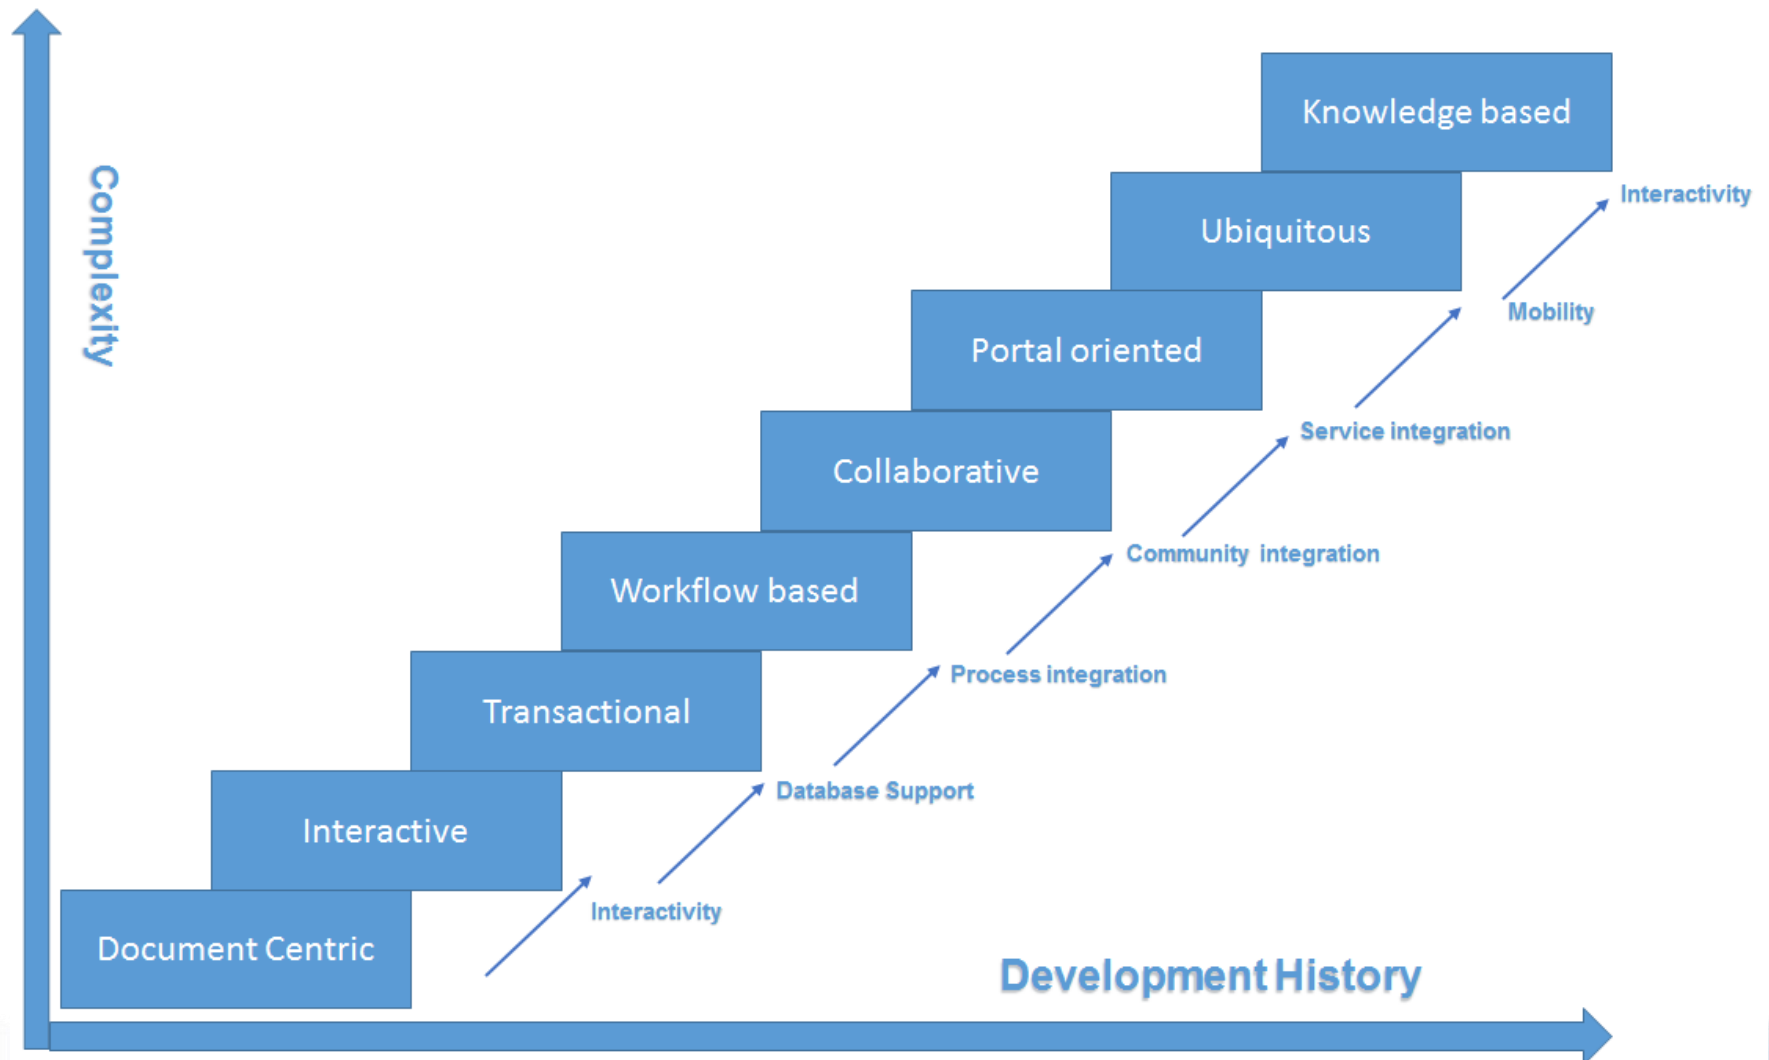 Knowledge based
Interactivity
Ubiquitous
Mobility
Complexity
Portal oriented
Service integration
Collaborative
Community integration
Workflow based
Process integration
Transactional
Database Support
Interactive
Interactivity
Document Centric
Development History